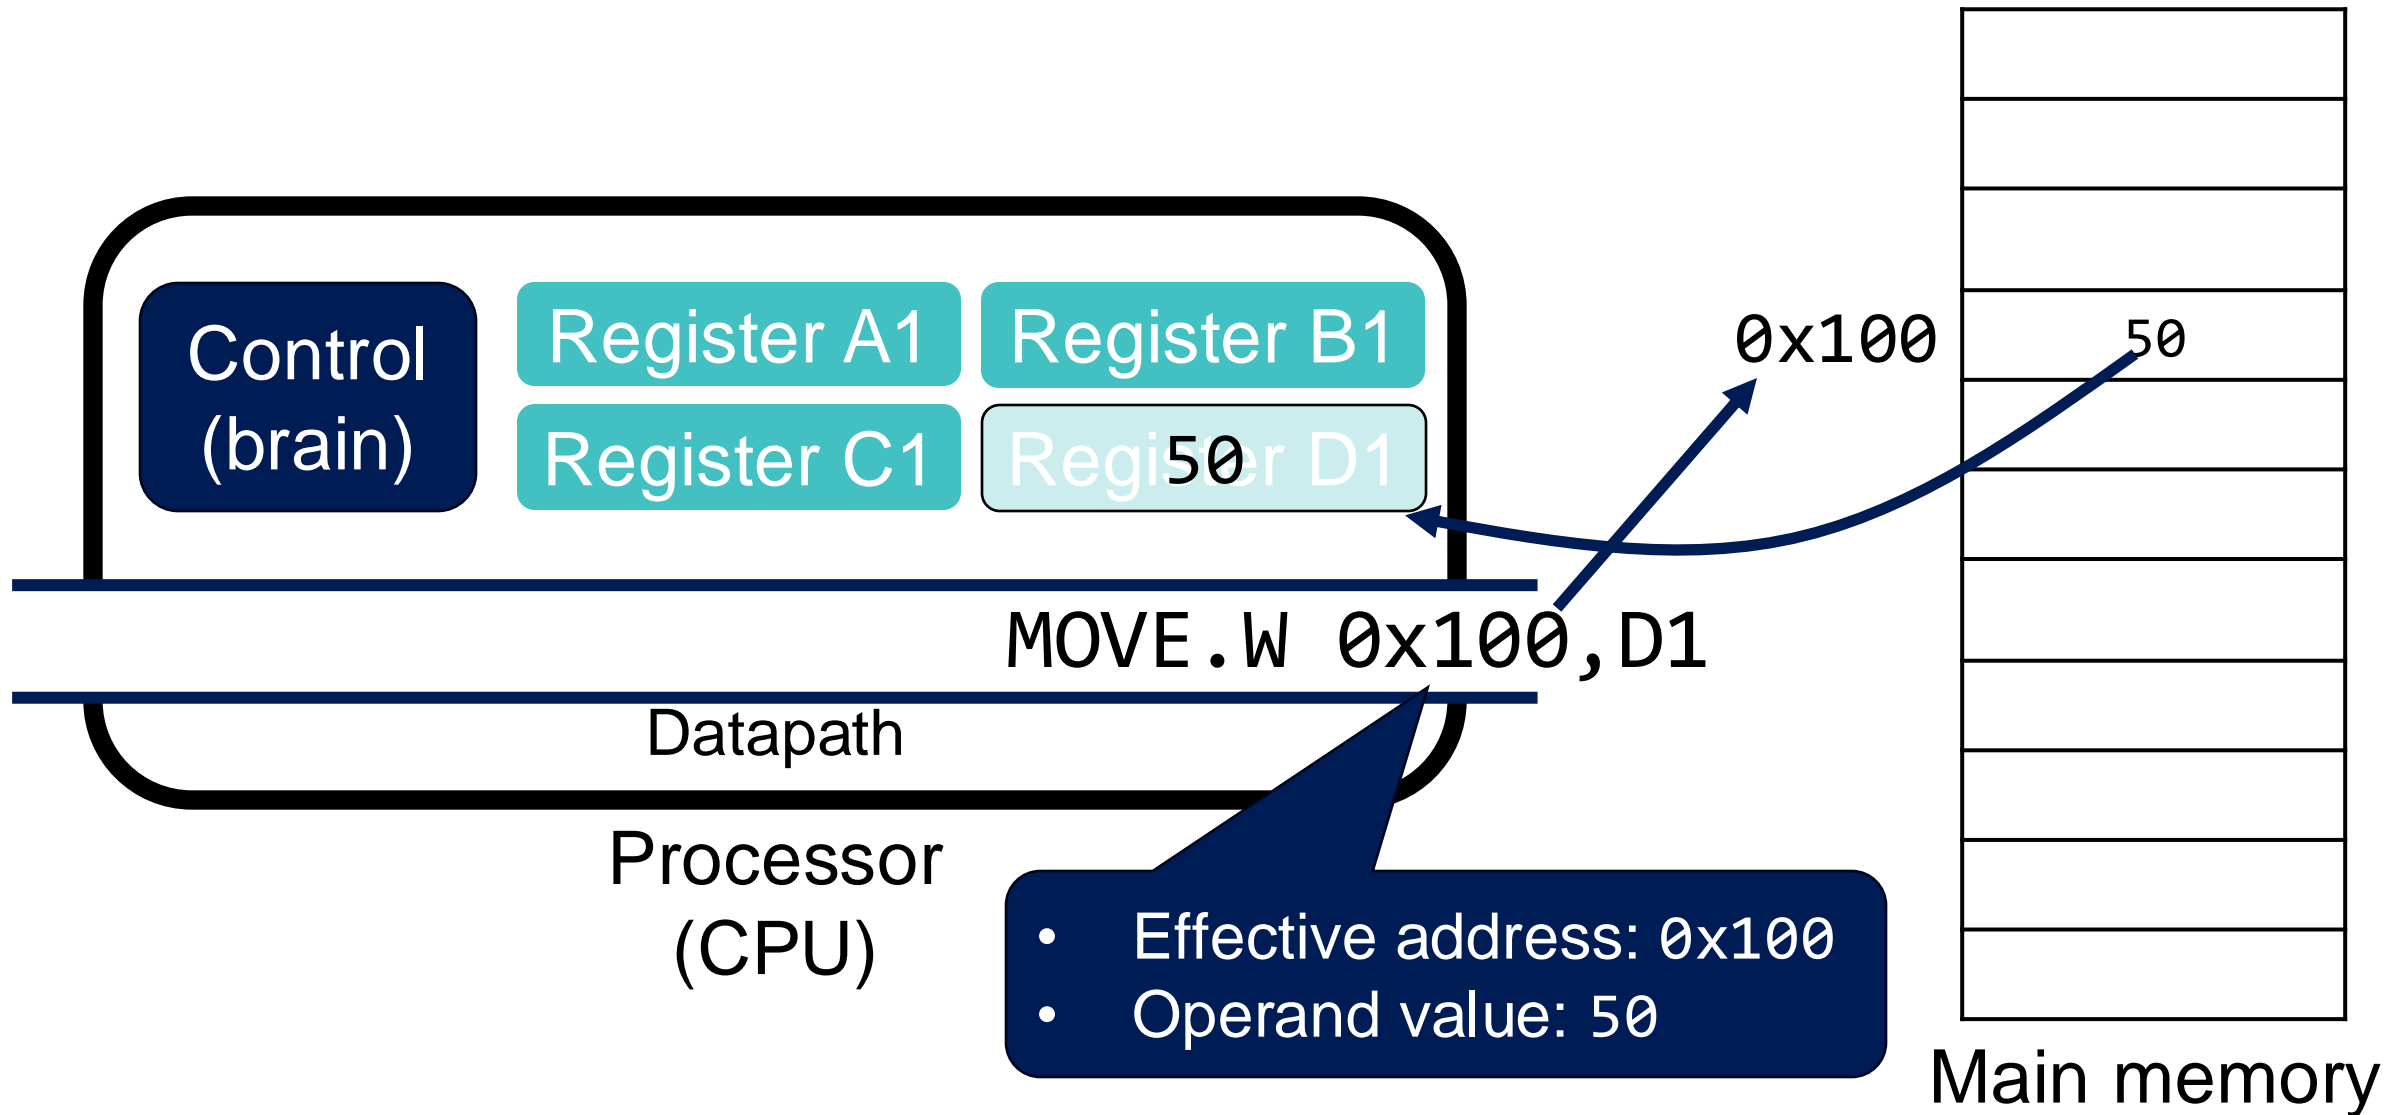 Control
(brain)
Register A1
Register B1
Register C1
Register D1
50
0x100
50
MOVE.W 0x100,D1
Datapath
Processor
(CPU)
• Effective address: 0x100
• Operand value: 50
Main memory